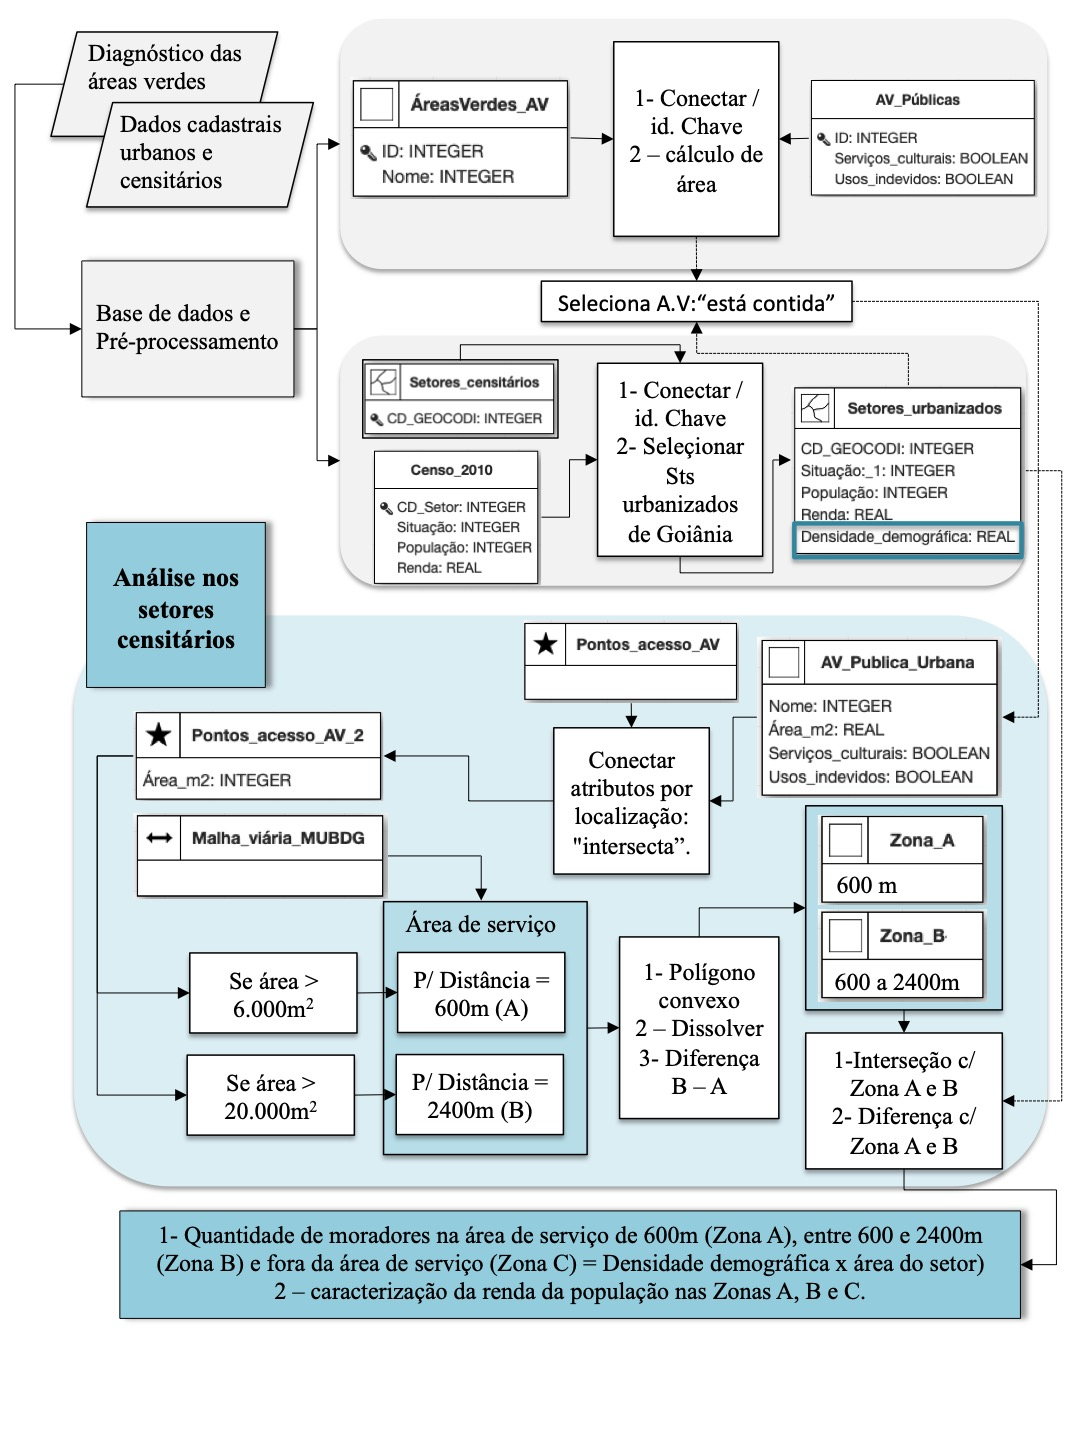 Diagnóstico das
áreas verdes
Dados cadastrais
urbanos e
censitários
Base de dados e
Pré-processamento
ÁreasVerdes_AV
ID: INTEGER
Nome: INTEGER
1- Conectar /
id. Chave
2 – cálculo de
área
AV_Públicas
ID: INTEGER
Serviços_culturais: BOOLEAN
Usos_indevidos: BOOLEAN
Seleciona A.V:“está contida”
Setores_censitários
CD_GEOCODI: INTEGER
Censo_2010
CD_Setor: INTEGER
Situação: INTEGER
População: INTEGER
Renda: REAL
1- Conectar /
id. Chave
2- Seleçionar
Sts
urbanizados
de Goiânia
Setores_urbanizados
CD_GEOCODI: INTEGER
Situação:_1: INTEGER
População: INTEGER
Renda: REAL
Densidade_demográfica: REAL
Análise nos
setores
censitários
Pontos_acesso_AV
AV_Publica_Urbana
Nome: INTEGER
Área_m2: REAL
Serviços_culturais: BOOLEAN
Usos_indevidos: BOOLEAN
Conectar
atributos por
localização:
"intersecta”.
Pontos_acesso_AV_2
Área_m2: INTEGER
Malha_viária_MUBDG
Área de serviço
Se área >
6.000m²
P/ Distância =
600m (A)
Se área >
20.000m²
P/ Distância =
2400m (B)
1- Polígono
convexo
2 – Dissolver
3- Diferença
B – A
Zona_A
600 m
Zona_B
600 a 2400m
1-Interseção c/
Zona A e B
2- Diferença c/
Zona A e B
1- Quantidade de moradores na área de serviço de 600m (Zona A), entre 600 e 2400m
(Zona B) e fora da área de serviço (Zona C) = Densidade demográfica x área do setor)
2 – caracterização da renda da população nas Zonas A, B e C.